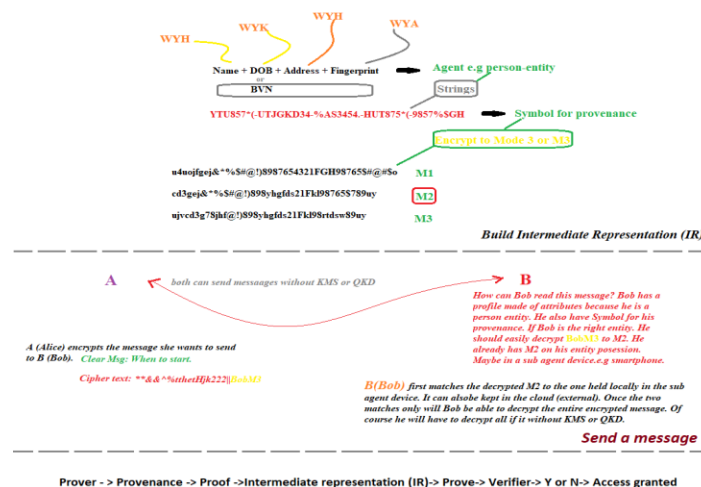 WYH
WYK
WYH
WYA
Name + DOB + Address + Fingerprint
Agent e.g person-entity
or
BVN
Strings
YTU857*(-UTJGKD34-%AS3454.-HUT875*(-9857%$GH
Symbol for provenance
Encrypt to Mode 3 or M3
u4uojfgej&*%$#@!)8987654321FGH98765$#@#$o
M1
cd3gej&*%$#@!)898yhgfds21Fkl98765$789uy
M2
ujvcd3g78jhf@!)898yhgfds21Fkl98rtdsw89uy
M3
Build Intermediate Representation (IR)
A
both can send messaages without KMS or QKD
B
How can Bob read this message? Bob has a
profile made of attributes because he is a
person entity. He also have Symbol for his
provenance. If Bob is the right entity. He
should easily decrypt BobM3 to M2. He
already has M2 on his entity posession.
Maybe in a sub agent device.e.g smartphone.
A (Alice) encrypts the message she wants to send
to B (Bob). Clear Msg: When to start.
Cipher text: **&&^%tthetHjk222||BobM3
B(Bob) first matches the decrypted M2 to the one held locally in the sub
agent device. It can alsobe kept in the cloud (external). Once the two
matches only will Bob be able to decrypt the entire encrypted message. Of
course he will have to decrypt all if it without KMS or QKD.
Send a message
Prover - > Provenance -> Proof ->Intermediate representation (IR)-> Prove-> Verifier-> Y or N-> Access granted